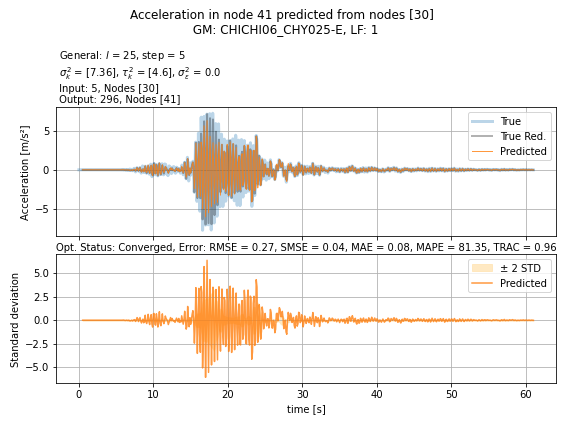 Acceleration in node 41 predicted from nodes [30]
GM: CHICHI06_CHY025-E, LF: 1
General: l = 25, step = 5
σ²ₖ = [7.36], τ²ₖ = [4.6], σ²ε = 0.0
Input: 5, Nodes [30]
Output: 296, Nodes [41]
Acceleration [m/s²]
5
0
−5
True
True Red.
Predicted
Opt. Status: Converged, Error: RMSE = 0.27, SMSE = 0.04, MAE = 0.08, MAPE = 81.35, TRAC = 0.96
Standard deviation
5.0
2.5
0.0
−2.5
−5.0
± 2 STD
Predicted
0 10 20 30 40 50 60
time [s]